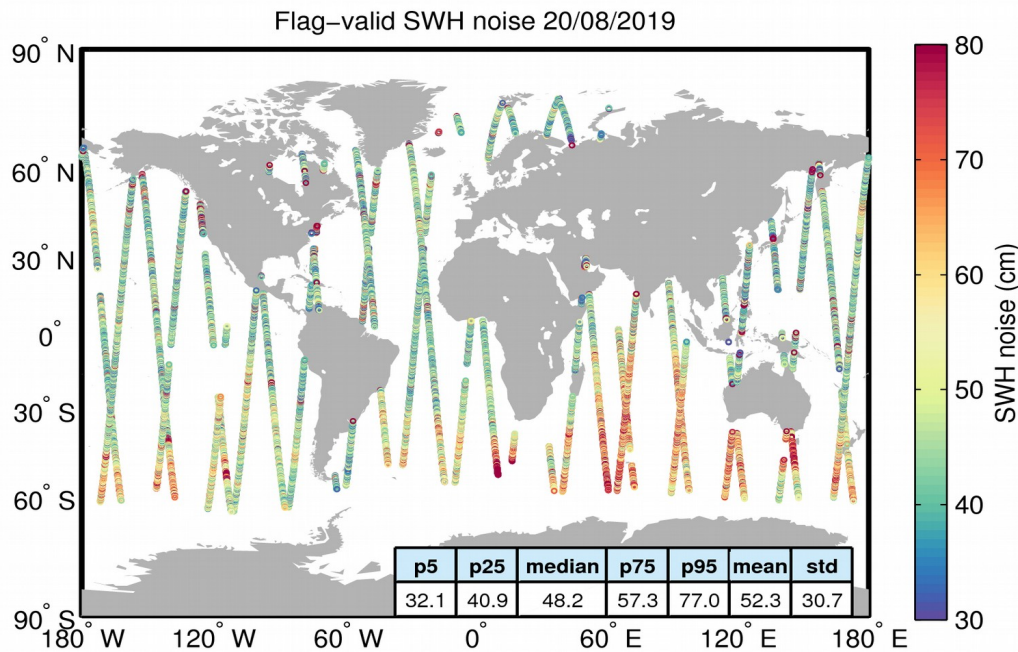 Flag−valid SWH noise 20/08/2019
90° N
60° N
30° N
0°
30° S
60° S
90° S
180° W
120° W
60° W
0°
60° E
120° E
180° E
p5 p25 median p75 p95 mean std
32.1 40.9 48.2 57.3 77.0 52.3 30.7
80
70
60
50
40
30
SWH noise (cm)